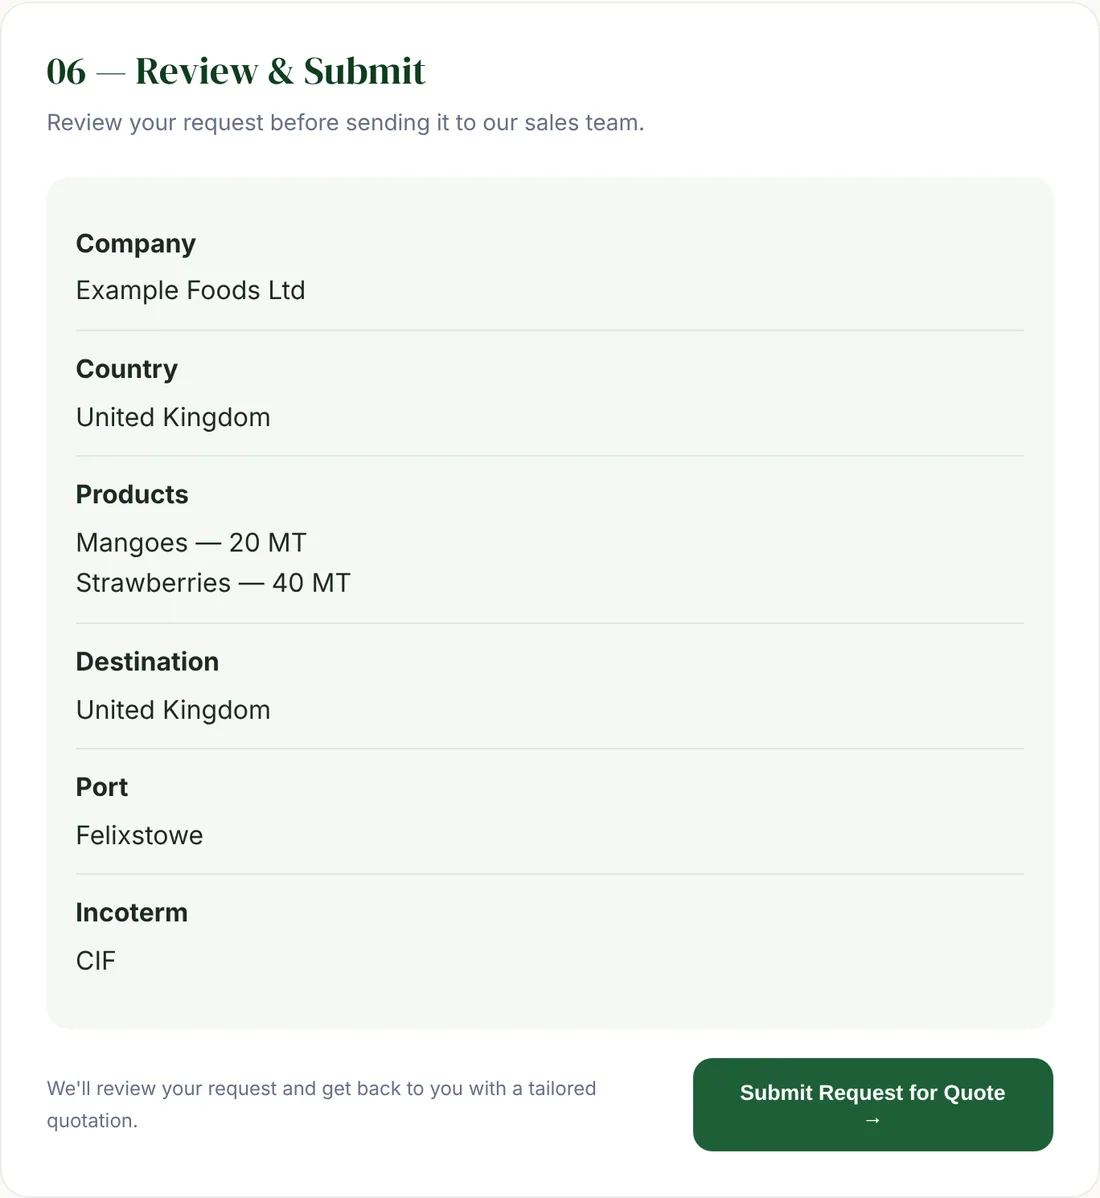 06 — Review & Submit
Review your request before sending it to our sales team.
Company
Example Foods Ltd
Country
United Kingdom
Products
Mangoes — 20 MT
Strawberries — 40 MT
Destination
United Kingdom
Port
Felixstowe
Incoterm
CIF
We'll review your request and get back to you with a tailored
quotation.
Submit Request for Quote
→